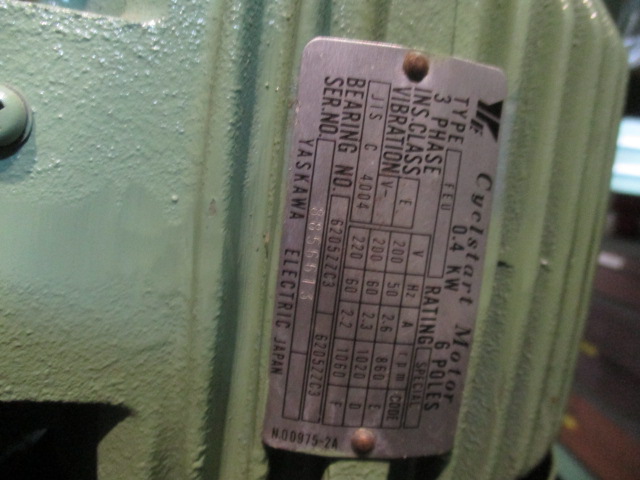 Cyclstart Motor
TYPE FEQ 0.4 KW 6 POLES
3 PHASE RATING SPECIAL
INS.CLASS E V Hz A rpm CODE
VIBRATION V- 200 50 2.6 860 E
JIS C 4004 200 60 2.3 1020 D
220 60 2.2 1060 F
BEARING NO. 6205ZZC3 6205ZZC3
SER.NO.
YASKAWA ELECTRIC JAPAN
N00975-2A